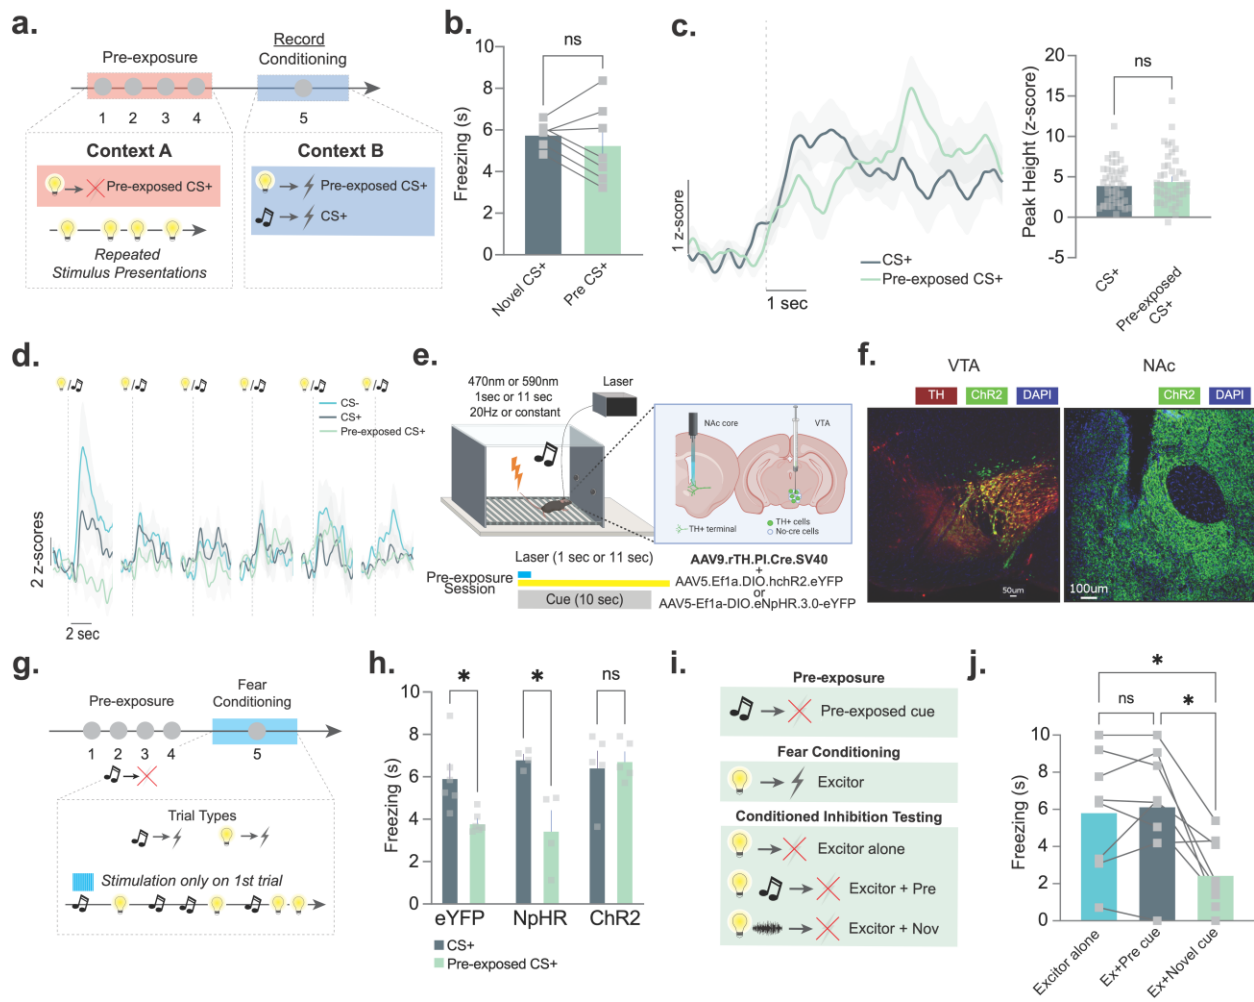 a.
Pre-exposure
Record
Conditioning
1 2 3 4
5
Context A
Pre-exposed CS+
Repeated
Stimulus Presentations
Context B
Pre-exposed CS+
CS+
b.
ns
Freezing (s)
10
8
6
4
2
0
Novel CS+
Pre CS+
c.
1 z-score
1 sec
CS+
Pre-exposed CS+
ns
Peak Height (z-score)
20
15
10
5
0
-5
CS+
Pre-exposed
CS+
d.
CS-
CS+
Pre-exposed CS+
2 z-scores
2 sec
e.
470nm or 590nm
1sec or 11 sec
20Hz or constant
Laser
NAc core
VTA
TH+ terminal
TH+ cells
No-cre cells
Laser (1 sec or 11 sec)
Pre-exposure
Session
Cue (10 sec)
AAV9.rTH.PI.Cre.SV40
+
AAV5.Ef1a.DIO.hchR2.eYFP
or
AAV5-Ef1a-DIO.eNpHR.3.0-eYFP
f.
VTA
NAc
TH ChR2 DAPI
ChR2 DAPI
50um
100um
g.
Pre-exposure
Fear
Conditioning
1 2 3 4
5
Trial Types
Stimulation only on 1st trial
h.
* * ns
Freezing (s)
10
8
6
4
2
0
eYFP NpHR ChR2
CS+
Pre-exposed CS+
i.
Pre-exposure
Pre-exposed cue
Fear Conditioning
Excitor
Conditioned Inhibition Testing
Excitor alone
Excitor + Pre
Excitor + Nov
j.
*
ns *
Freezing (s)
10
8
6
4
2
0
Excitor alone
Ex+Pre cue
Ex+Novel cue